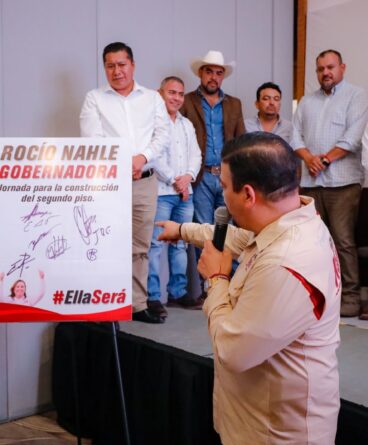 ROCÍO NAHLE
GOBERNADORA
Jornada para la construcción
del segundo piso.
#EllaSerá